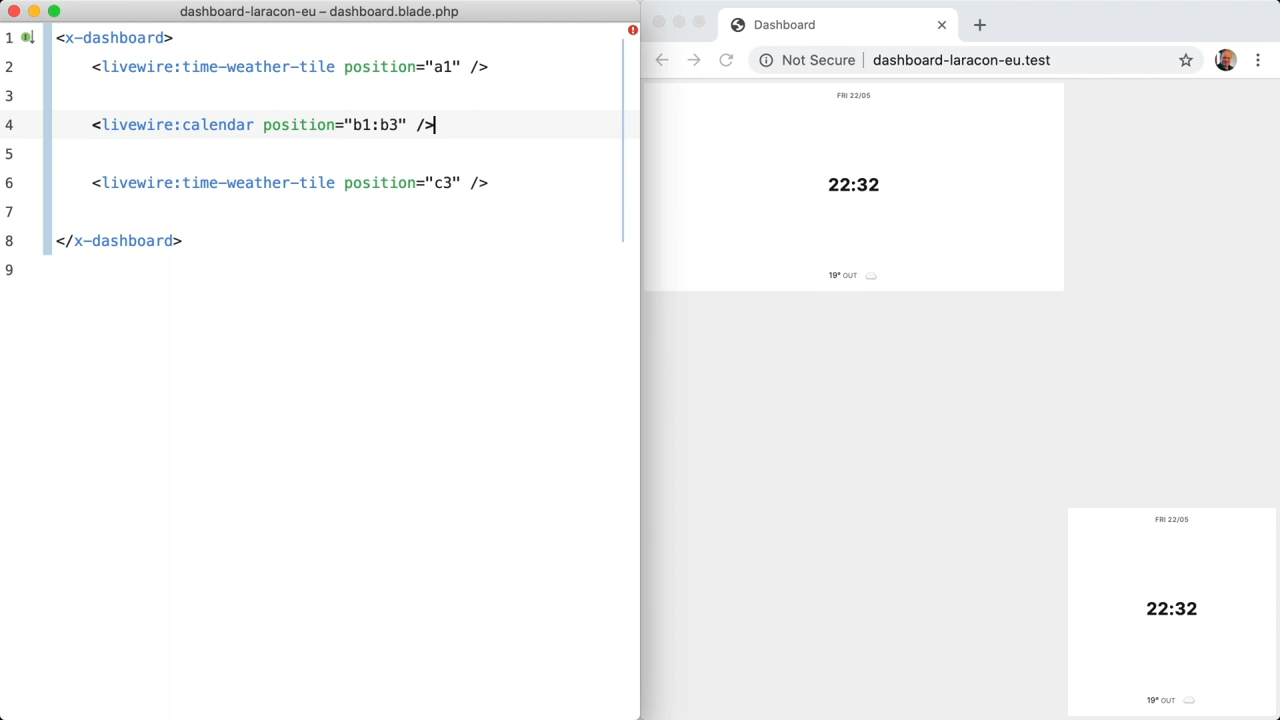 dashboard-laracon-eu – dashboard.blade.php
1 <x-dashboard>
2 <livewire:time-weather-tile position="a1" />
3
4 <livewire:calendar position="b1:b3" />
5
6 <livewire:time-weather-tile position="c3" />
7
8 </x-dashboard>
9
Dashboard
Not Secure dashboard-laracon-eu.test
FRI 22/05
22:32
19° OUT
FRI 22/05
22:32
19° OUT